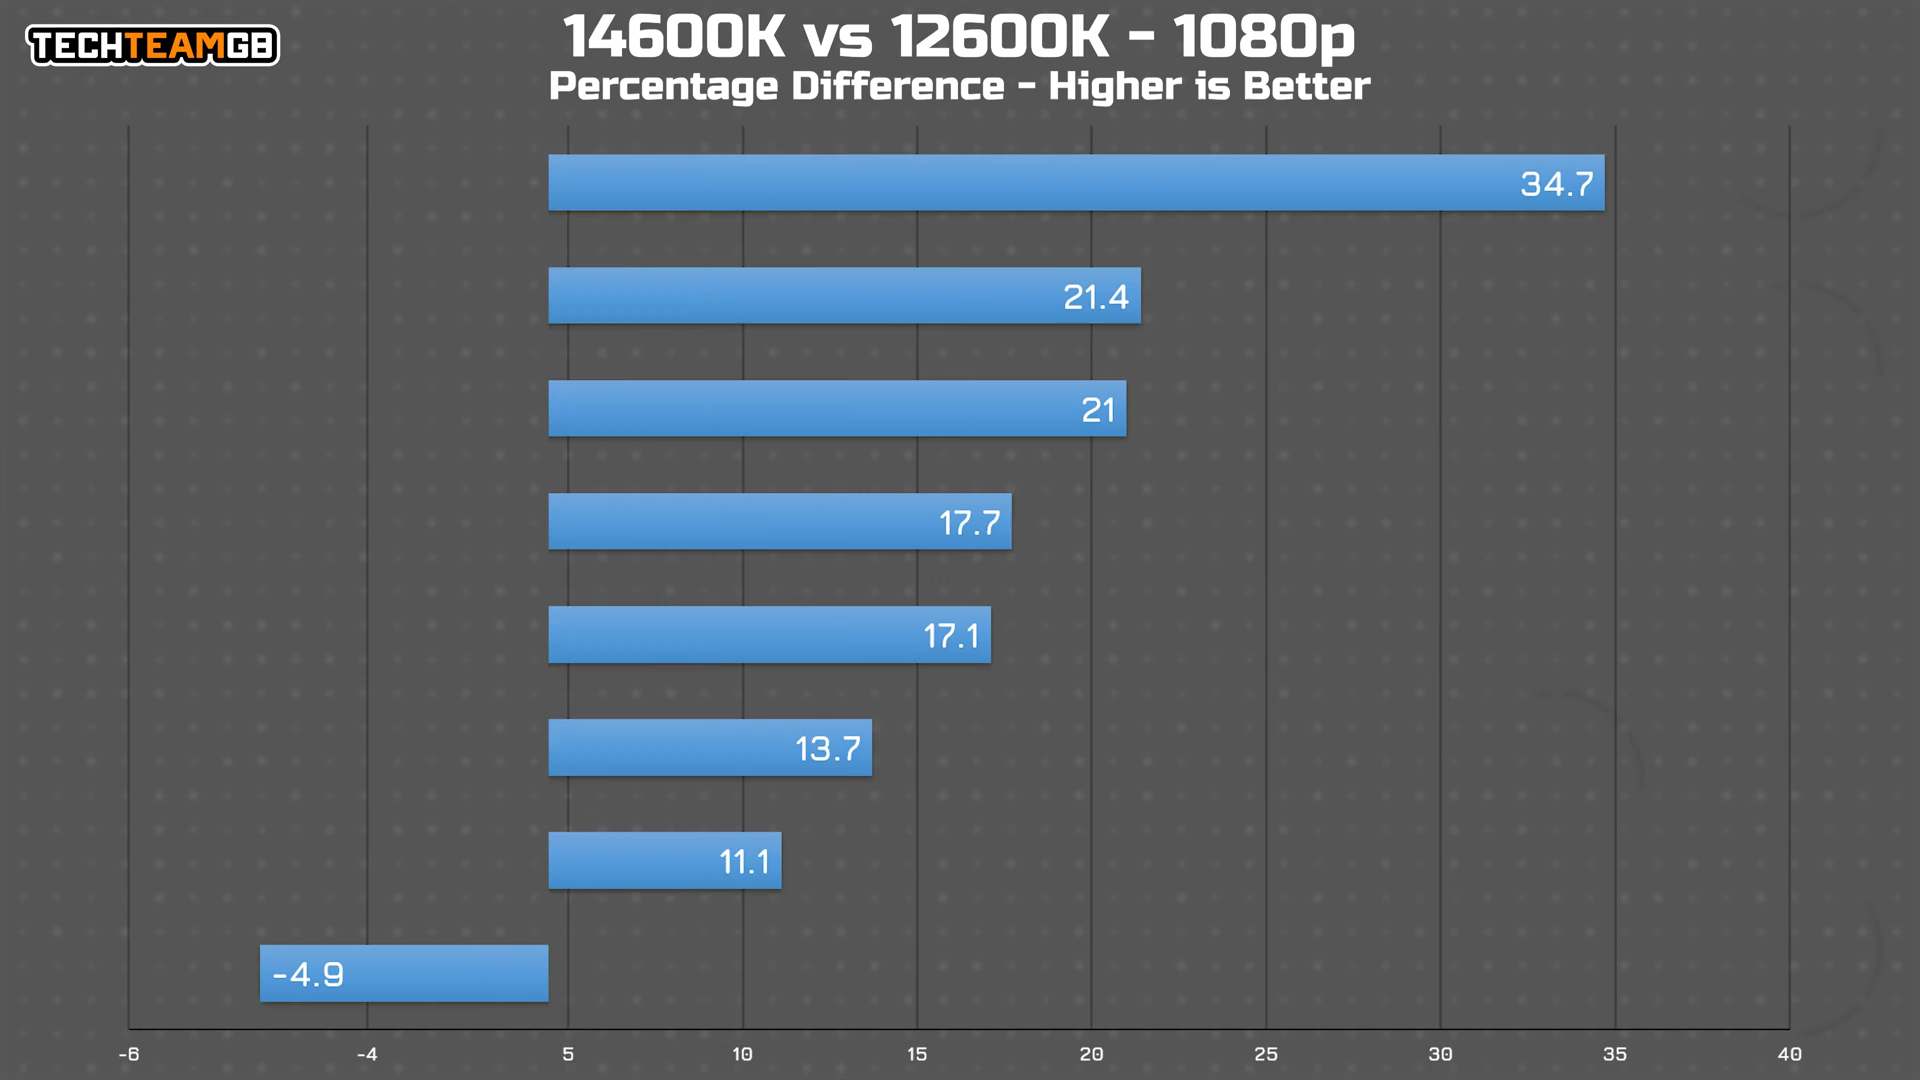 TECHTEAMGB
14600K vs 12600K - 1080p
Percentage Difference - Higher is Better
34.7
21.4
21
17.7
17.1
13.7
11.1
-4.9
-6 -4 5 10 15 20 25 30 35 40